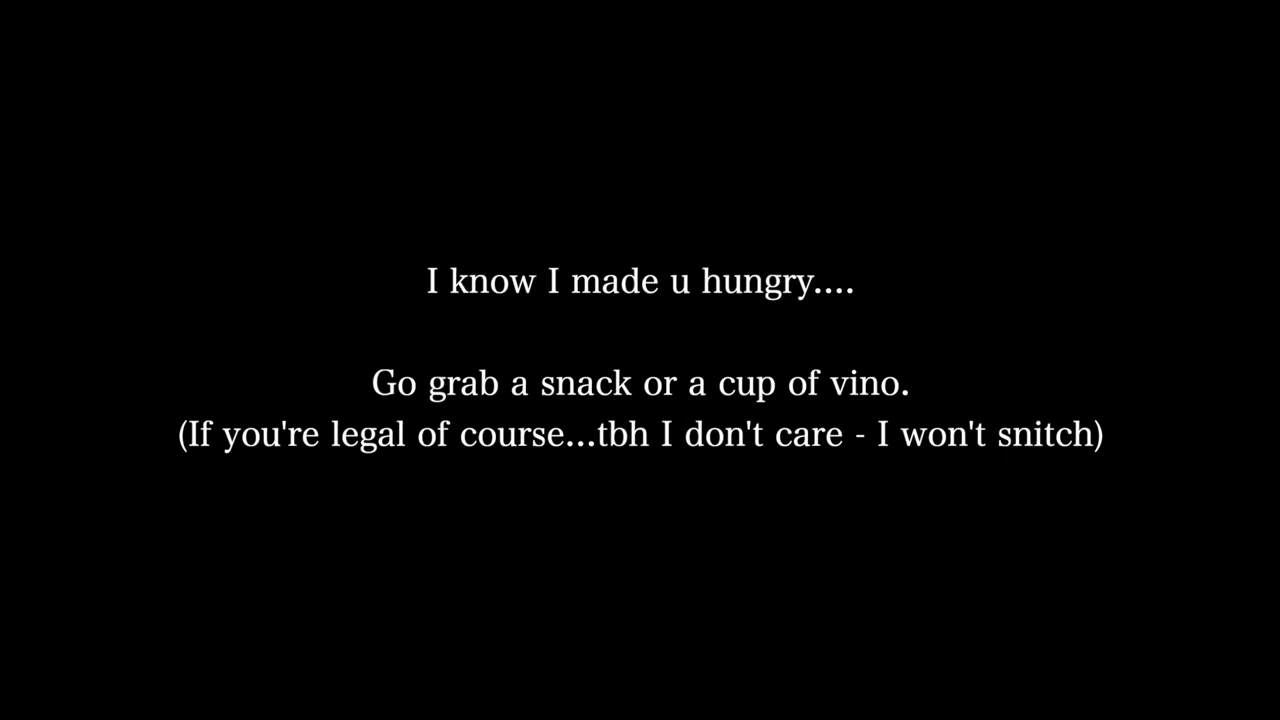 I know I made u hungry....
Go grab a snack or a cup of vino.
(If you're legal of course...tbh I don't care - I won't snitch)